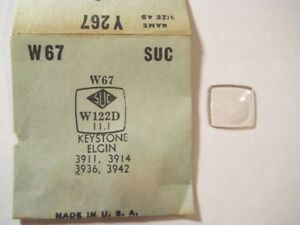 NAME
SIZE AS
Y 267
W67
SUC
W67
SUC
W122D
11.1
KEYSTONE
ELGIN
3911, 3914
3936, 3942
MADE IN U. S. A.